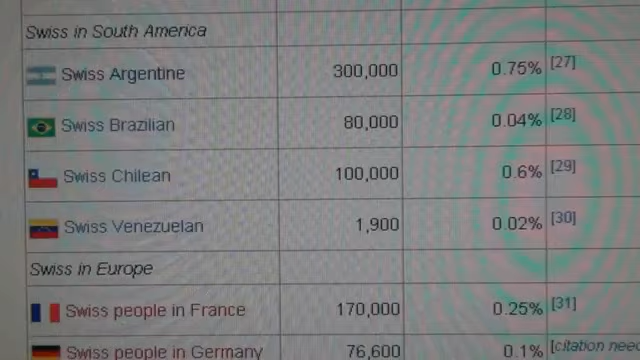 Swiss in South America
Swiss Argentine 300,000 0.75% [27]
Swiss Brazilian 80,000 0.04% [28]
Swiss Chilean 100,000 0.6% [29]
Swiss Venezuelan 1,900 0.02% [30]
Swiss in Europe
Swiss people in France 170,000 0.25% [31]
Swiss people in Germany 76,600 0.1% [citation nee